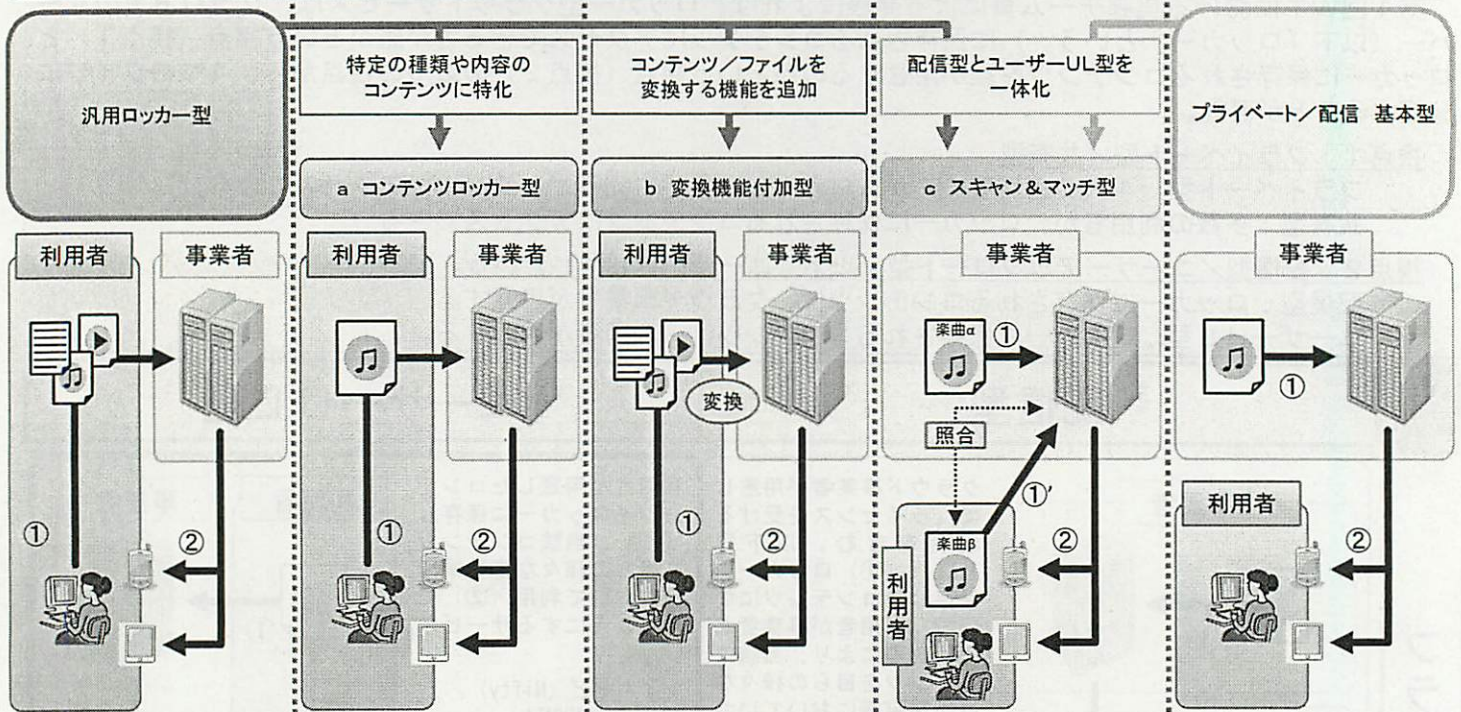 汎用ロッカー型
特定の種類や内容の
コンテンツに特化
コンテンツ/ファイルを
変換する機能を追加
配信型とユーザーUL型を
一体化
プライベート/配信 基本型
a コンテンツロッカー型
b 変換機能付加型
c スキャン&マッチ型
利用者
事業者
①
②
利用者
事業者
①
②
利用者
事業者
変換
①
②
事業者
楽曲α
①
照合
①’
楽曲β
利用者
②
事業者
①
利用者
②